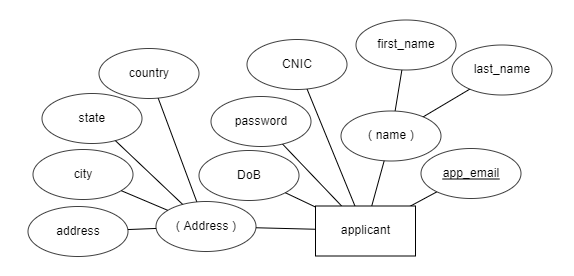 first_name
CNIC
last_name
country
state
password
( name )
city
DoB
app_email
address
( Address )
applicant